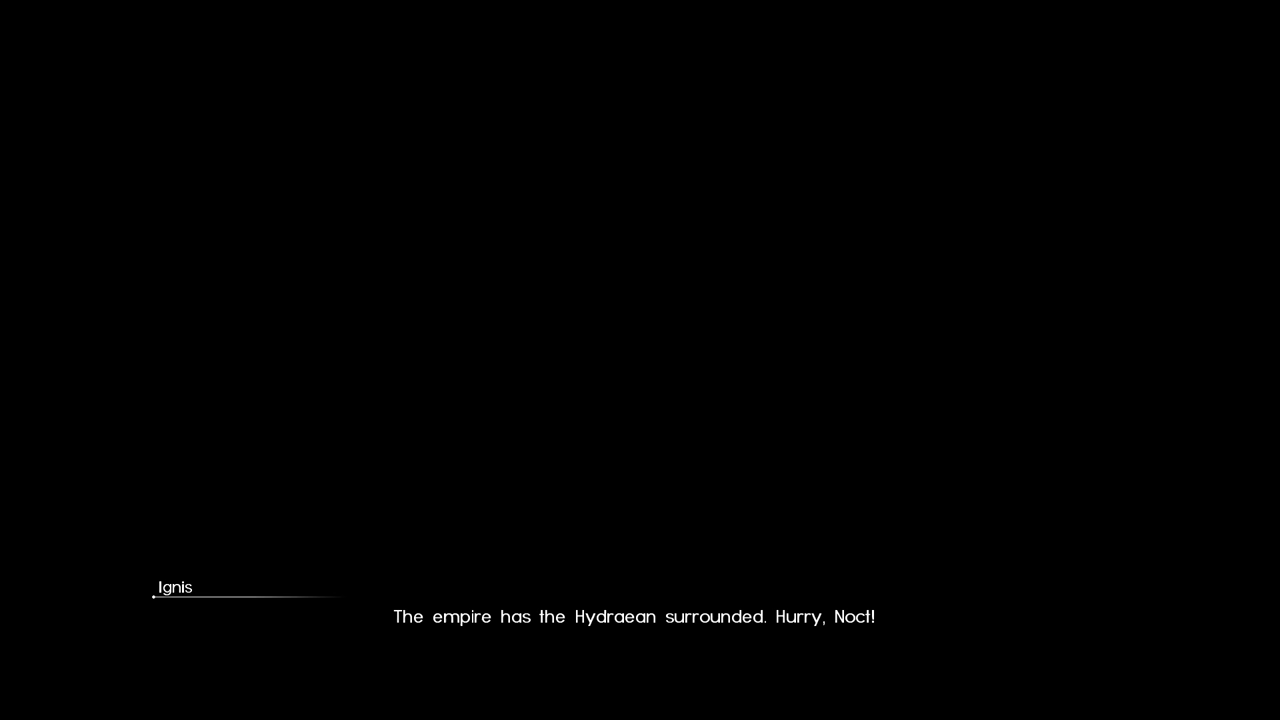 Ignis
The empire has the Hydraean surrounded. Hurry, Noct!